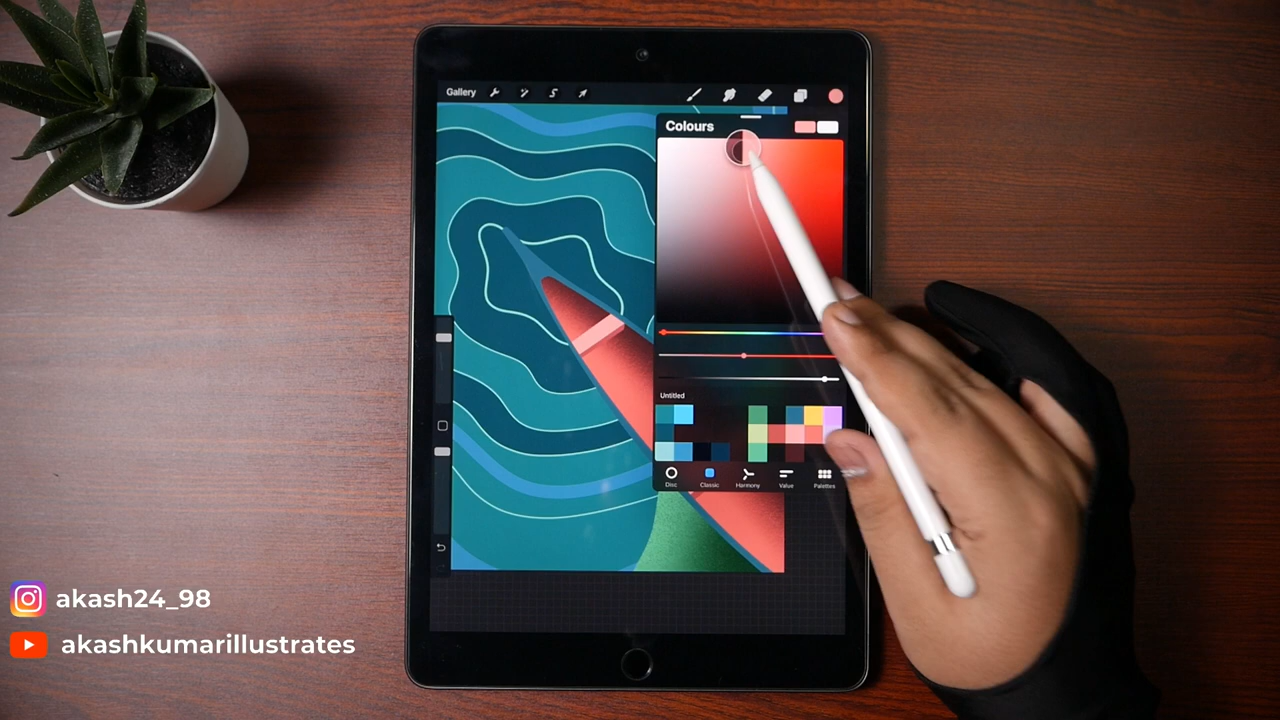 Gallery
Colours
Untitled
Disc
Classic
Harmony
Value
Palettes
akash24_98
akashkumarillustrates